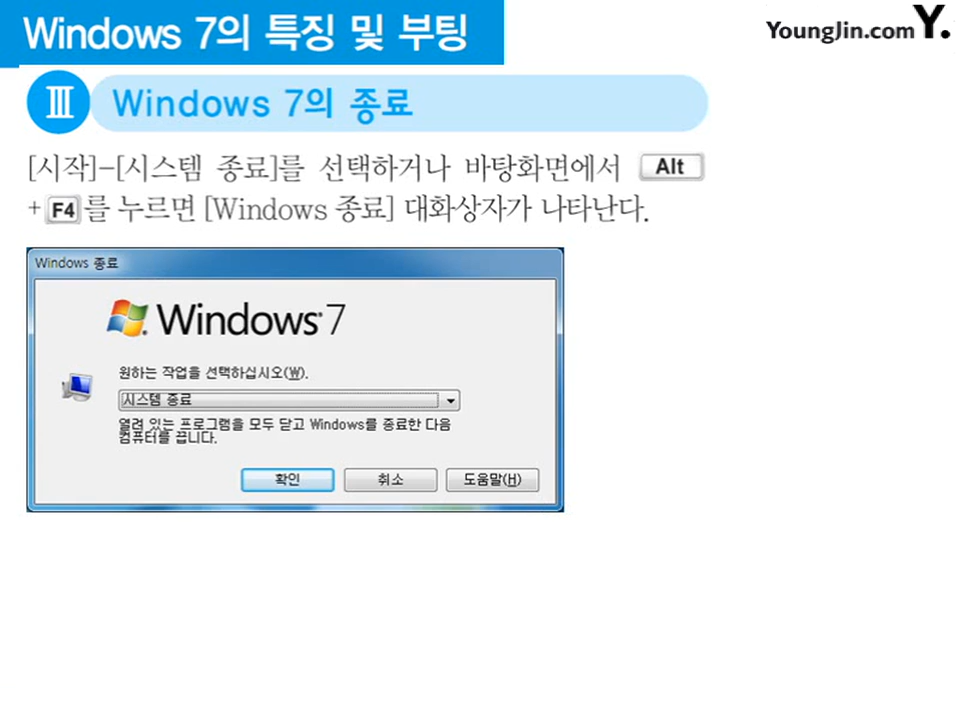 Windows 7의 특징 및 부팅
YoungJin.com Y.
Ⅲ Windows 7의 종료
[시작]-[시스템 종료]를 선택하거나 바탕화면에서 Alt
+ F4 를 누르면 [Windows 종료] 대화상자가 나타난다.
Windows 종료
Windows 7
원하는 작업을 선택하십시오(W).
시스템 종료
열려 있는 프로그램을 모두 닫고 Windows를 종료한 다음
컴퓨터를 끕니다.
확인 취소 도움말(H)